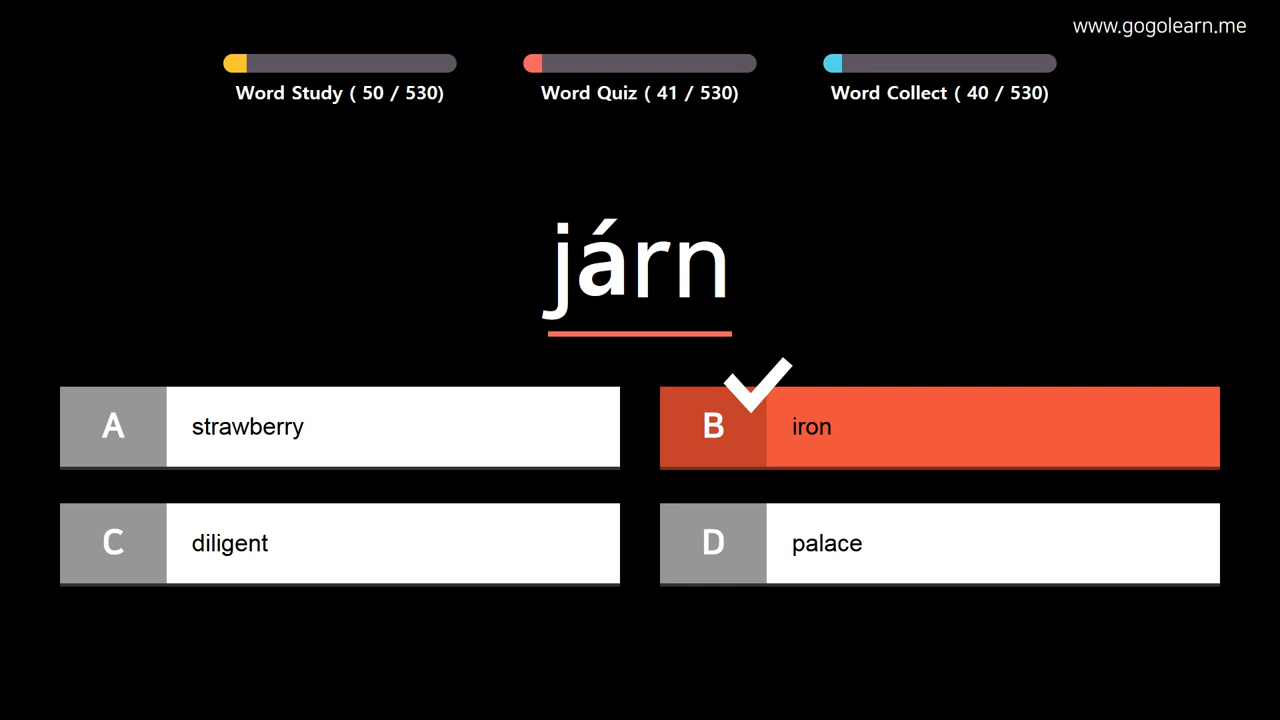 www.gogolearn.me
Word Study ( 50 / 530)
Word Quiz ( 41 / 530)
Word Collect ( 40 / 530)
járn
A strawberry
B iron
C diligent
D palace